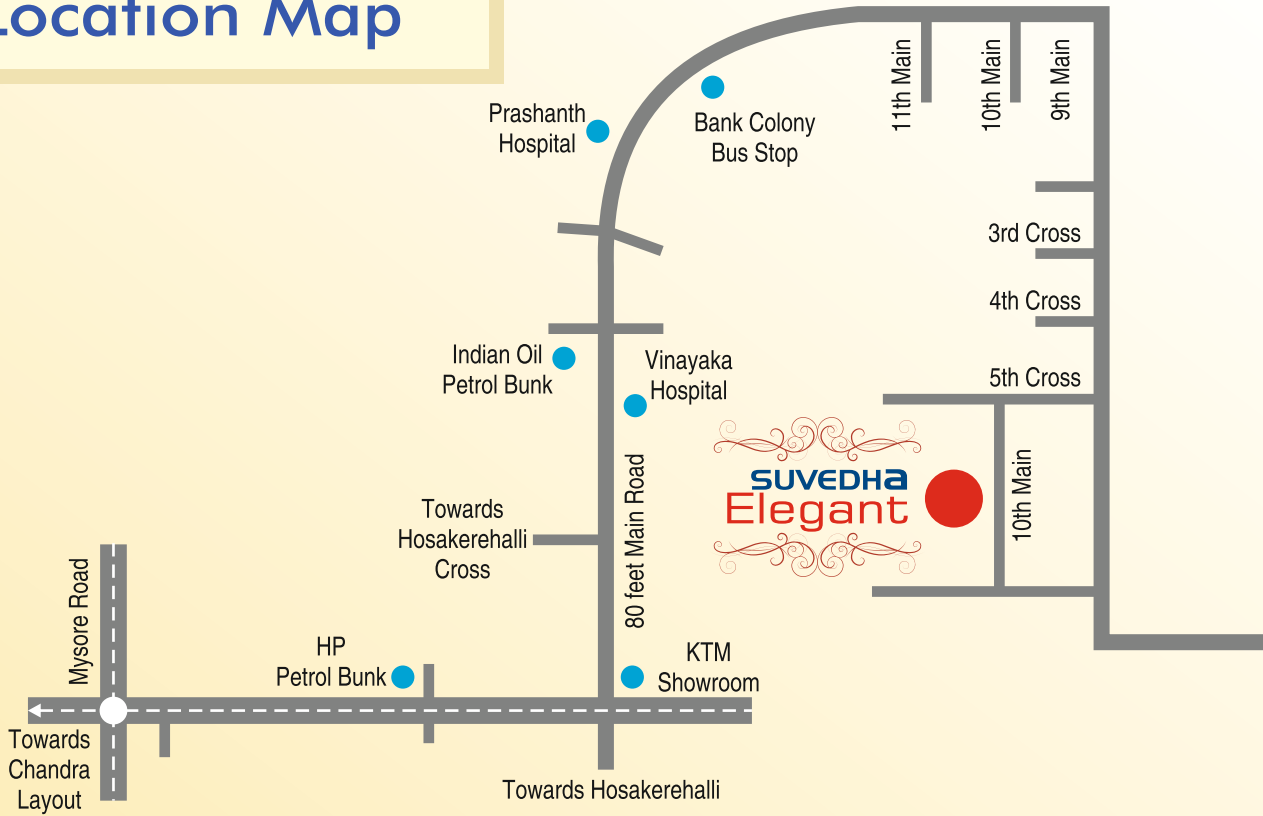 Location Map
Prashanth
Hospital
Bank Colony
Bus Stop
11th Main
10th Main
9th Main
3rd Cross
4th Cross
5th Cross
Indian Oil
Petrol Bunk
Vinayaka
Hospital
SUVEDHa
Elegant
10th Main
80 feet Main Road
Towards
Hosakerehalli
Cross
Mysore Road
HP
Petrol Bunk
KTM
Showroom
Towards
Chandra
Layout
Towards Hosakerehalli